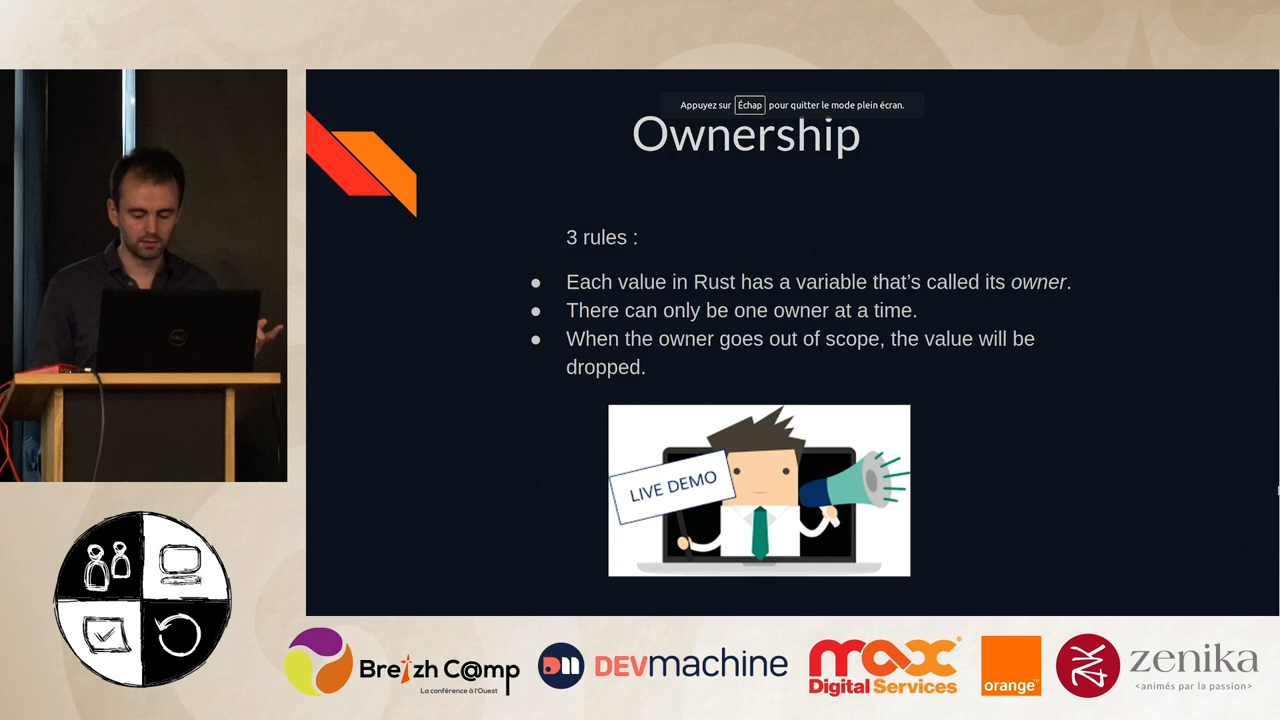 Appuyez sur Échap pour quitter le mode plein écran.
Ownership
3 rules :
● Each value in Rust has a variable that's called its owner.
● There can only be one owner at a time.
● When the owner goes out of scope, the value will be
dropped.
LIVE DEMO
DELL
Breizh C@mp
La conférence à l'Ouest
DEVmachine
max
Digital Services
orange™
zenika
<animés par la passion>